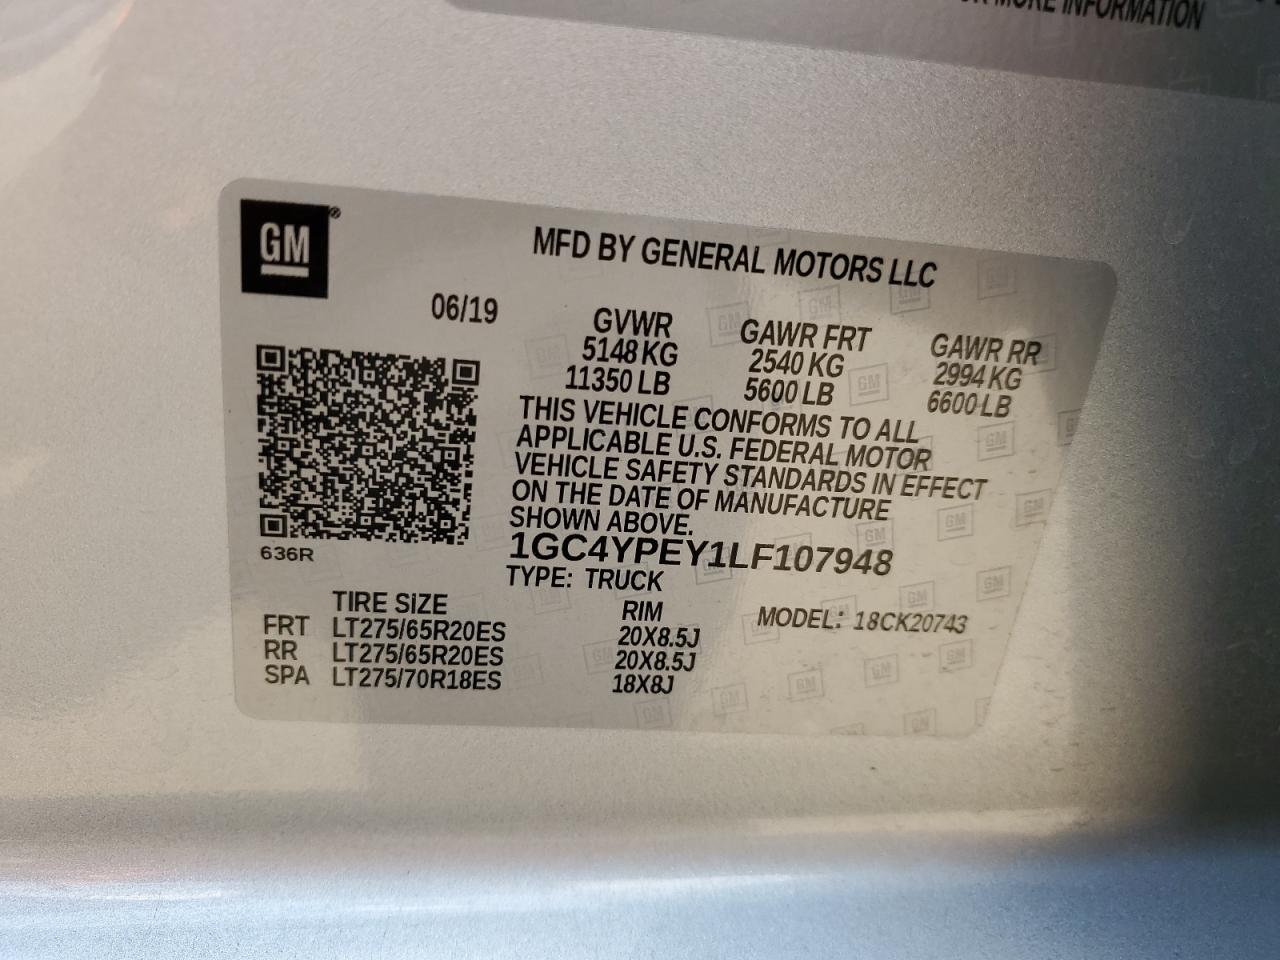 OR MORE INFORMATION
GM®
MFD BY GENERAL MOTORS LLC
06/19
GVWR GAWR FRT GAWR RR
5148 KG 2540 KG 2994 KG
11350 LB 5600 LB 6600 LB
THIS VEHICLE CONFORMS TO ALL
APPLICABLE U.S. FEDERAL MOTOR
VEHICLE SAFETY STANDARDS IN EFFECT
ON THE DATE OF MANUFACTURE
SHOWN ABOVE.
636R
1GC4YPEY1LF107948
TYPE: TRUCK
TIRE SIZE RIM MODEL: 18CK20743
FRT LT275/65R20ES 20X8.5J
RR LT275/65R20ES 20X8.5J
SPA LT275/70R18ES 18X8J